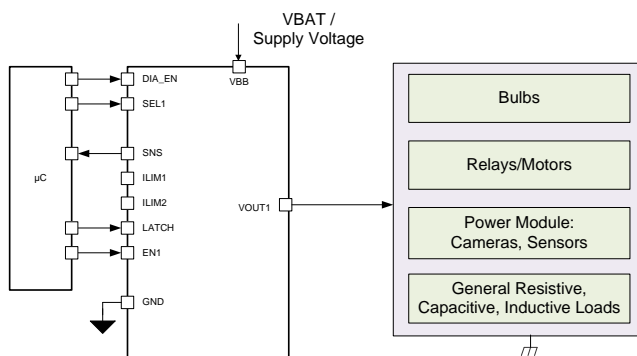 VBAT /
Supply Voltage
DIA_EN
VBB
SEL1
SNS
µC
ILIM1
ILIM2
VOUT1
LATCH
EN1
GND
Bulbs
Relays/Motors
Power Module:
Cameras, Sensors
General Resistive,
Capacitive, Inductive Loads